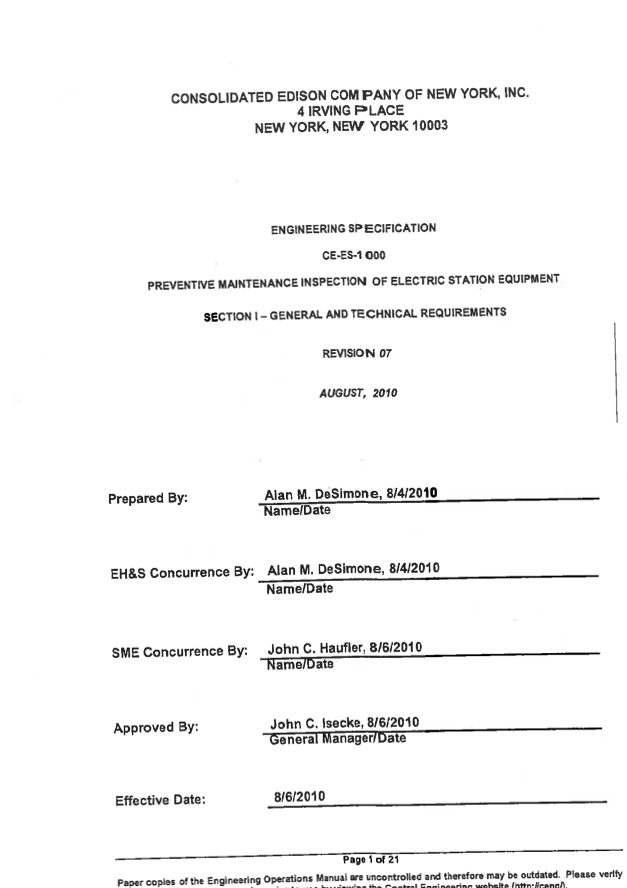 CONSOLIDATED EDISON COMPANY OF NEW YORK, INC.
4 IRVING PLACE
NEW YORK, NEW YORK 10003
ENGINEERING SPECIFICATION
CE-ES-1000
PREVENTIVE MAINTENANCE INSPECTION OF ELECTRIC STATION EQUIPMENT
SECTION I – GENERAL AND TECHNICAL REQUIREMENTS
REVISION 07
AUGUST, 2010
Prepared By: Alan M. DeSimone, 8/4/2010
Name/Date
EH&S Concurrence By: Alan M. DeSimone, 8/4/2010
Name/Date
SME Concurrence By: John C. Haufler, 8/6/2010
Name/Date
Approved By: John C. Isecke, 8/6/2010
General Manager/Date
Effective Date: 8/6/2010
Page 1 of 21
Paper copies of the Engineering Operations Manual are uncontrolled and therefore may be outdated. Please verify
viewing the Central Engineering website (http://ceng/).